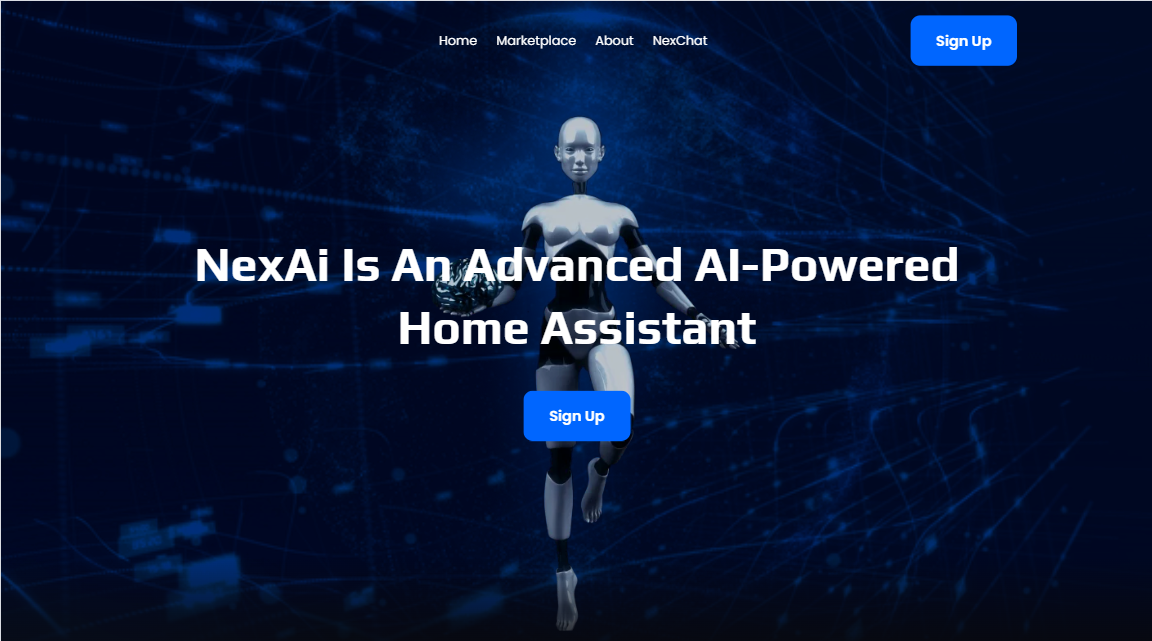 Home Marketplace About NexChat Sign Up
NexAi Is An Advanced AI-Powered
Home Assistant
Sign Up